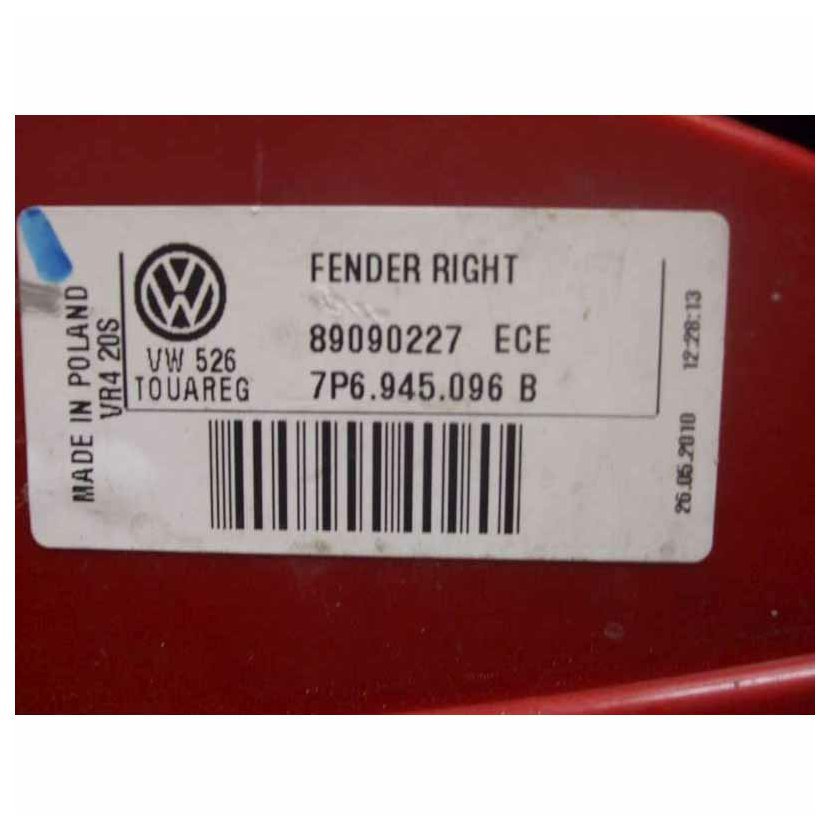 MADE IN POLAND
VR4 20S
VW
VW 526
TOUAREG
FENDER RIGHT
89090227 ECE
7P6.945.096 B
26.05.2010 12:28:13